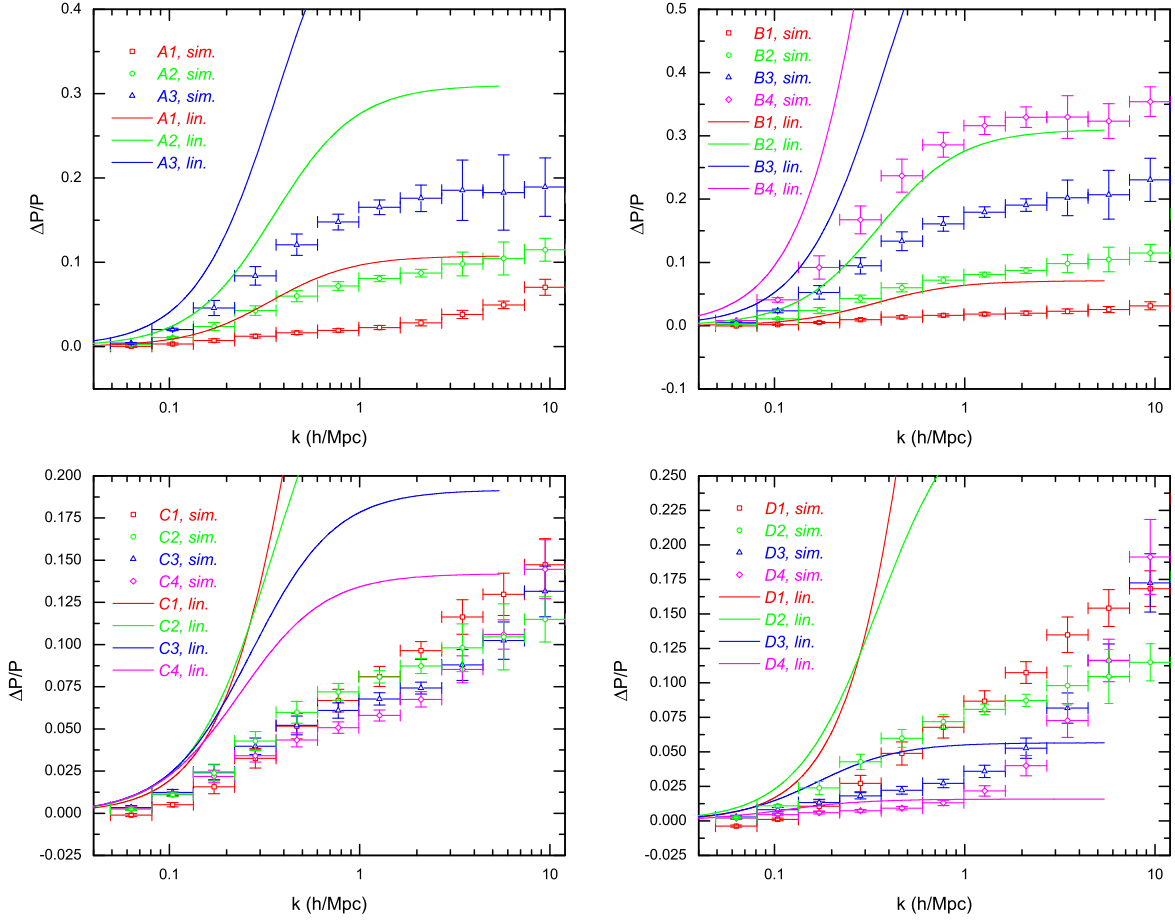 0.4
0.3
0.2
0.1
0.0
ΔP/P
A1, sim.
A2, sim.
A3, sim.
A1, lin.
A2, lin.
A3, lin.
0.1 1 10
k (h/Mpc)
0.5
0.4
0.3
0.2
0.1
0.0
-0.1
ΔP/P
B1, sim.
B2, sim.
B3, sim.
B4, sim.
B1, lin.
B2, lin.
B3, lin.
B4, lin.
0.1 1 10
k (h/Mpc)
0.200
0.175
0.150
0.125
0.100
0.075
0.050
0.025
0.000
-0.025
ΔP/P
C1, sim.
C2, sim.
C3, sim.
C4, sim.
C1, lin.
C2, lin.
C3, lin.
C4, lin.
0.1 1 10
k (h/Mpc)
0.250
0.225
0.200
0.175
0.150
0.125
0.100
0.075
0.050
0.025
0.000
-0.025
ΔP/P
D1, sim.
D2, sim.
D3, sim.
D4, sim.
D1, lin.
D2, lin.
D3, lin.
D4, lin.
0.1 1 10
k (h/Mpc)